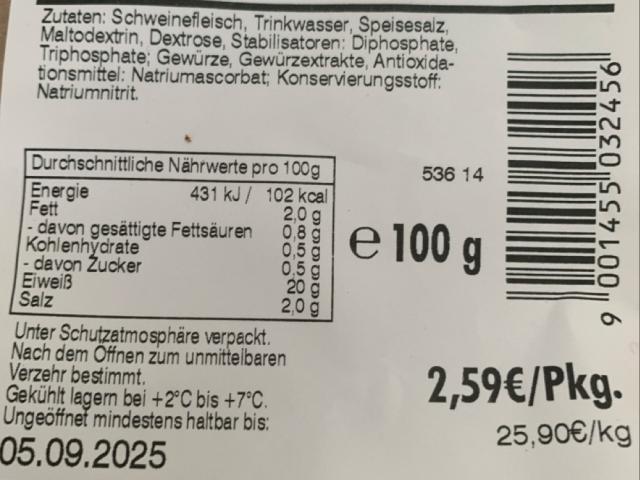 Zutaten: Schweinefleisch, Trinkwasser, Speisesalz,
Maltodextrin, Dextrose, Stabilisatoren: Diphosphate,
Triphosphate; Gewürze, Gewürzextrakte, Antioxida-
tionsmittel: Natriumascorbat; Konservierungsstoff:
Natriumnitrit.
Durchschnittliche Nährwerte pro 100g
Energie 431 kJ / 102 kcal
Fett 2,0 g
- davon gesättigte Fettsäuren 0,8 g
Kohlenhydrate 0,5 g
- davon Zucker 0,5 g
Eiweiß 20 g
Salz 2,0 g
536 14
e 100 g
9 001455 032456
Unter Schutzatmosphäre verpackt.
Nach dem Öffnen zum unmittelbaren
Verzehr bestimmt.
Gekühlt lagern bei +2°C bis +7°C.
Ungeöffnet mindestens haltbar bis:
05.09.2025
2,59€/Pkg.
25,90€/kg